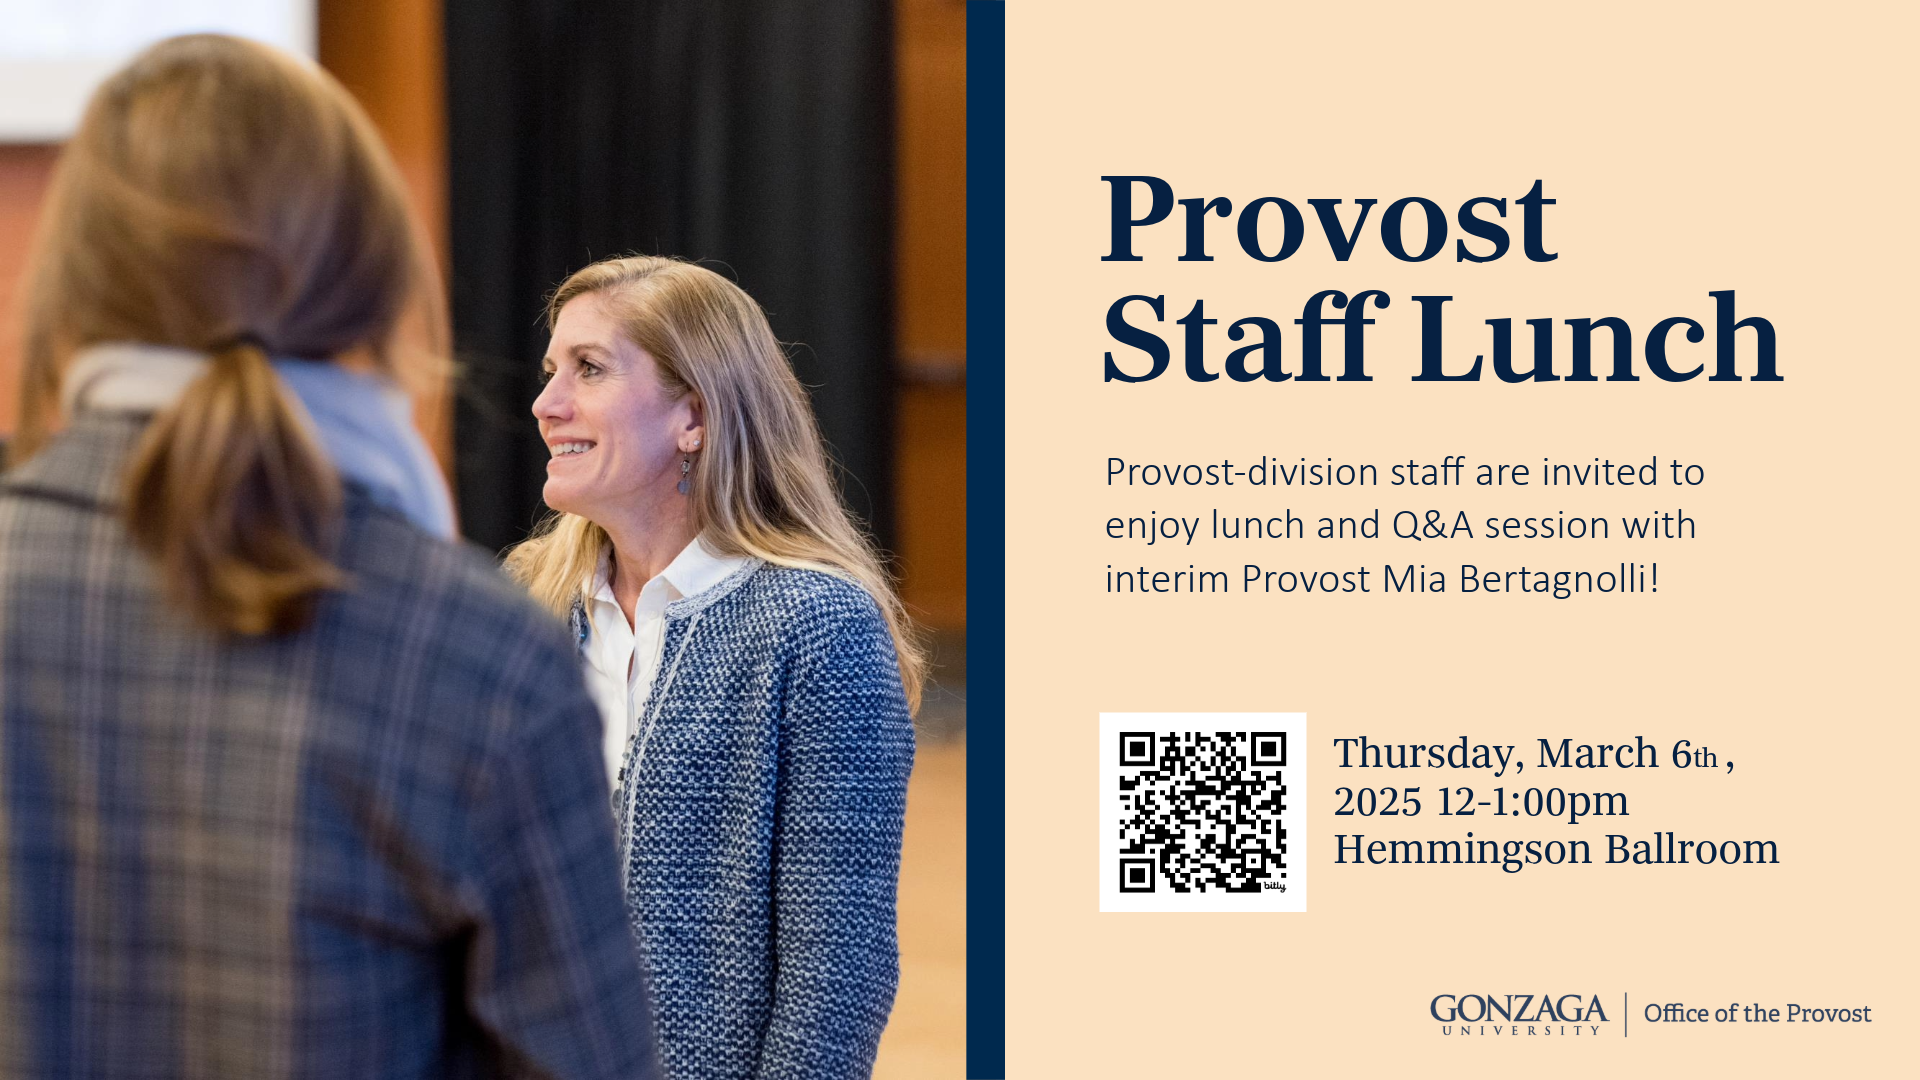 Provost
Staff Lunch
Provost-division staff are invited to
enjoy lunch and Q&A session with
interim Provost Mia Bertagnolli!
Thursday, March 6th,
2025 12-1:00pm
Hemmingson Ballroom
bitly
GONZAGA
UNIVERSITY
Office of the Provost